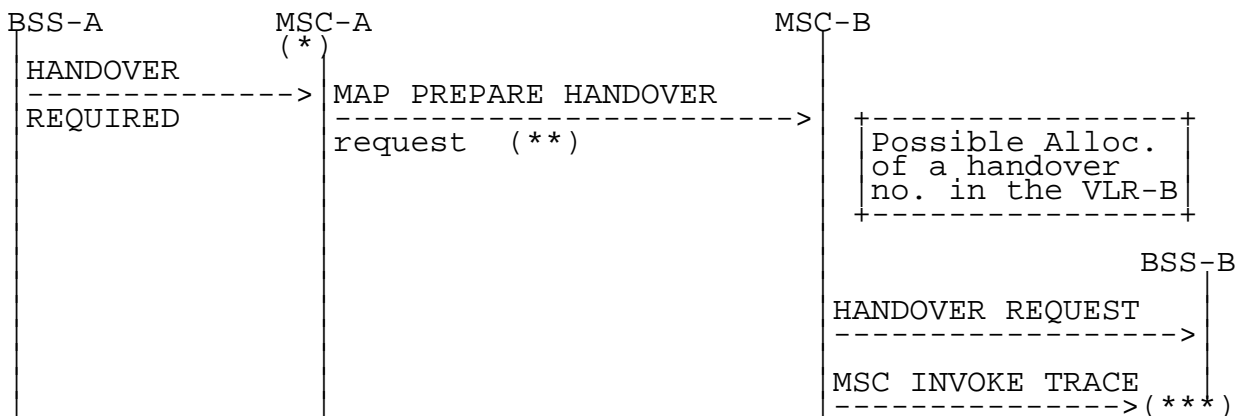 BSS-A MSC-A MSC-B
(*)
HANDOVER
REQUIRED
MAP PREPARE HANDOVER
request (**)
Possible Alloc.
of a handover
no. in the VLR-B
BSS-B
HANDOVER REQUEST
MSC INVOKE TRACE
(***)